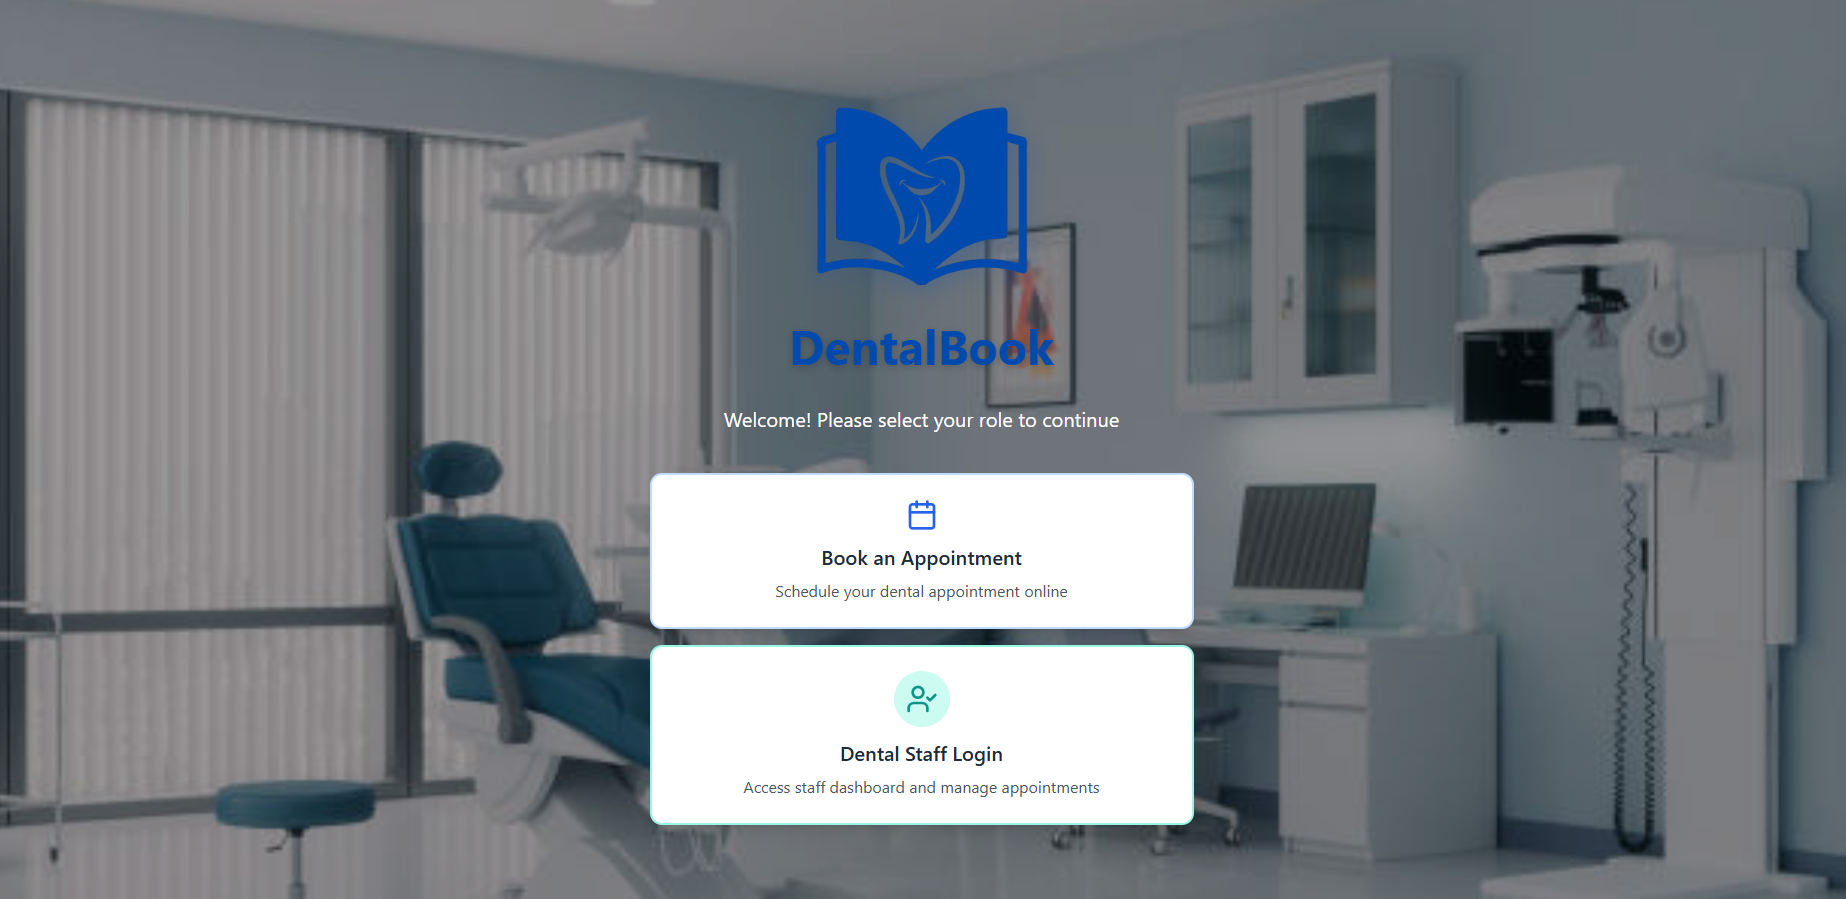 DentalBook
Welcome! Please select your role to continue
Book an Appointment
Schedule your dental appointment online
Dental Staff Login
Access staff dashboard and manage appointments